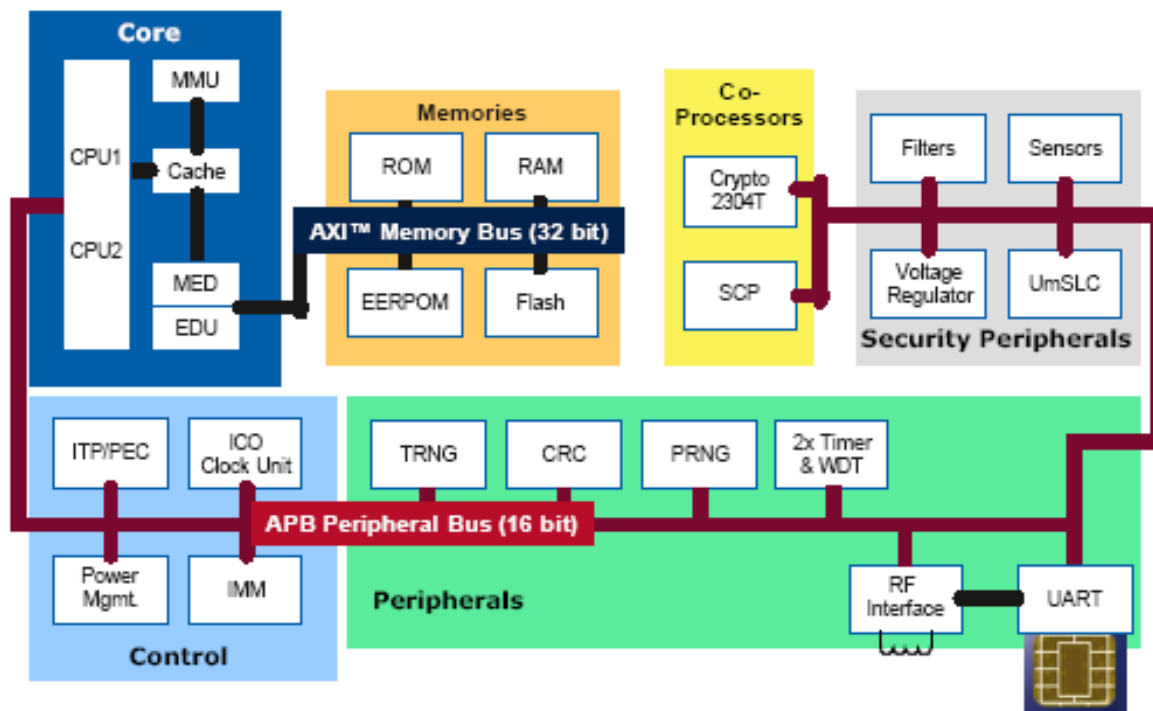 Core
MMU
CPU1
Cache
CPU2
MED
EDU
Memories
ROM
RAM
AXI™ Memory Bus (32 bit)
EERPOM
Flash
Co-
Processors
Crypto
2304T
SCP
Filters
Sensors
Voltage
Regulator
UmSLC
Security Peripherals
ITP/PEC
ICO
Clock Unit
Power
Mgmt.
IMM
Control
TRNG
CRC
PRNG
2x Timer
& WDT
APB Peripheral Bus (16 bit)
Peripherals
RF
Interface
UART